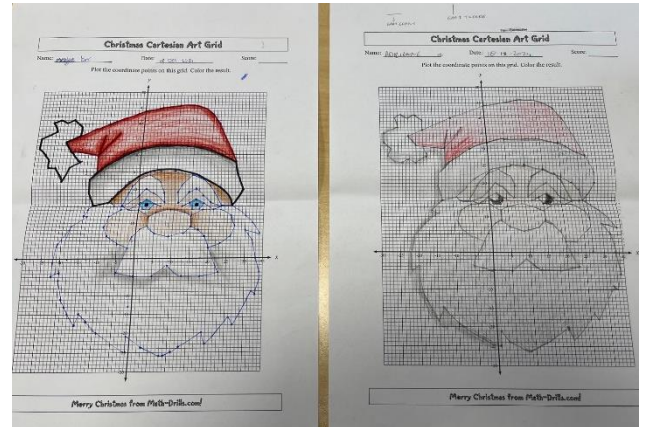 Christmas Cartesian Art Grid
Name: Date: Score:
Plot the coordinate points on this grid. Color the result.
Merry Christmas from Math-Drills.com!
Christmas Cartesian Art Grid
Name: Date: Score:
Plot the coordinate points on this grid. Color the result.
Merry Christmas from Math-Drills.com!